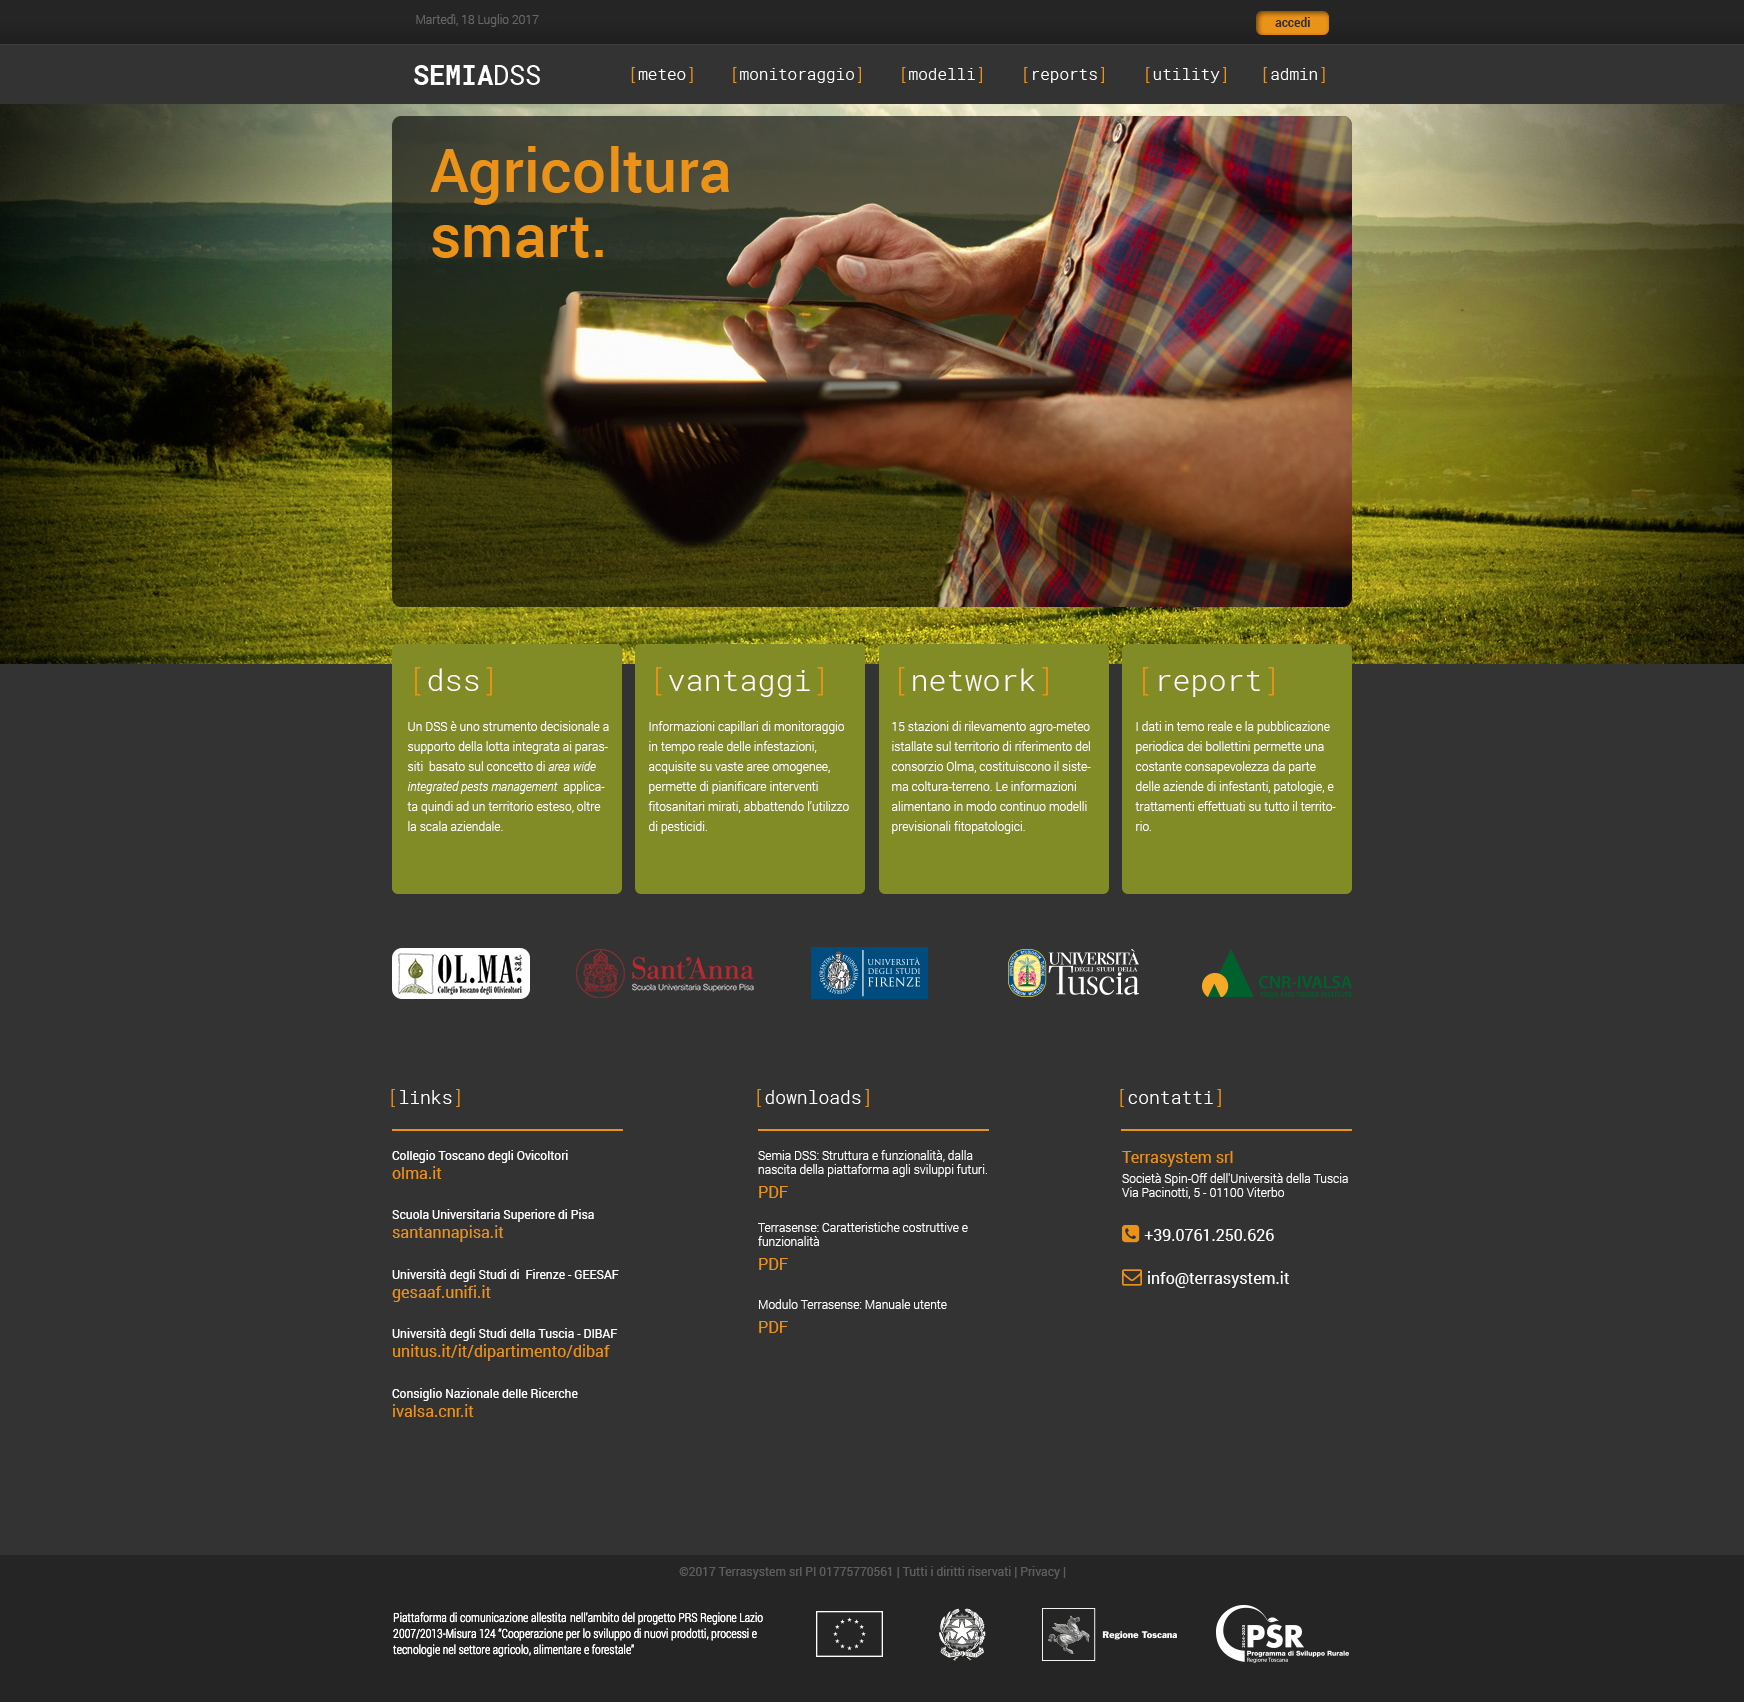 Martedì, 18 Luglio 2017
accedi
SEMIADSS
[meteo] [monitoraggio] [modelli] [reports] [utility] [admin]
Agricoltura
smart.
[dss]
Un DSS è uno strumento decisionale a
supporto della lotta integrata ai paras-
siti basato sul concetto di area wide
integrated pests management applica-
ta quindi ad un territorio esteso, oltre
la scala aziendale.
[vantaggi]
Informazioni capillari di monitoraggio
in tempo reale delle infestazioni,
acquisite su vaste aree omogenee,
permette di pianificare interventi
fitosanitari mirati, abbattendo l'utilizzo
di pesticidi.
[network]
15 stazioni di rilevamento agro-meteo
istallate sul territorio di riferimento del
consorzio Olma, costituiscono il siste-
ma coltura-terreno. Le informazioni
alimentano in modo continuo modelli
previsionali fitopatologici.
[report]
I dati in temo reale e la pubblicazione
periodica dei bollettini permette una
costante consapevolezza da parte
delle aziende di infestanti, patologie, e
trattamenti effettuati su tutto il territo-
rio.
OL.MA. s.a.c.
Collegio Toscano degli Olivicoltori
Sant'Anna
Scuola Universitaria Superiore Pisa
UNIVERSITÀ
DEGLI STUDI
FIRENZE
UNIVERSITÀ
DEGLI STUDI DELLA
Tuscia
CNR-IVALSA
[links]
Collegio Toscano degli Ovicoltori
olma.it
Scuola Universitaria Superiore di Pisa
santannapisa.it
Università degli Studi di Firenze - GEESAF
gesaaf.unifi.it
Università degli Studi della Tuscia - DIBAF
unitus.it/it/dipartimento/dibaf
Consiglio Nazionale delle Ricerche
ivalsa.cnr.it
[downloads]
Semia DSS: Struttura e funzionalità, dalla
nascita della piattaforma agli sviluppi futuri.
PDF
Terrasense: Caratteristiche costruttive e
funzionalità
PDF
Modulo Terrasense: Manuale utente
PDF
[contatti]
Terrasystem srl
Società Spin-Off dell'Università della Tuscia
Via Pacinotti, 5 - 01100 Viterbo
+39.0761.250.626
info@terrasystem.it
©2017 Terrasystem srl PI 01775770561 | Tutti i diritti riservati | Privacy |
Piattaforma di comunicazione allestita nell'ambito del progetto PRS Regione Lazio
2007/2013-Misura 124 “Cooperazione per lo sviluppo di nuovi prodotti, processi e
tecnologie nel settore agricolo, alimentare e forestale”
Regione Toscana
PSR
Programma di Sviluppo Rurale
Regione Toscana